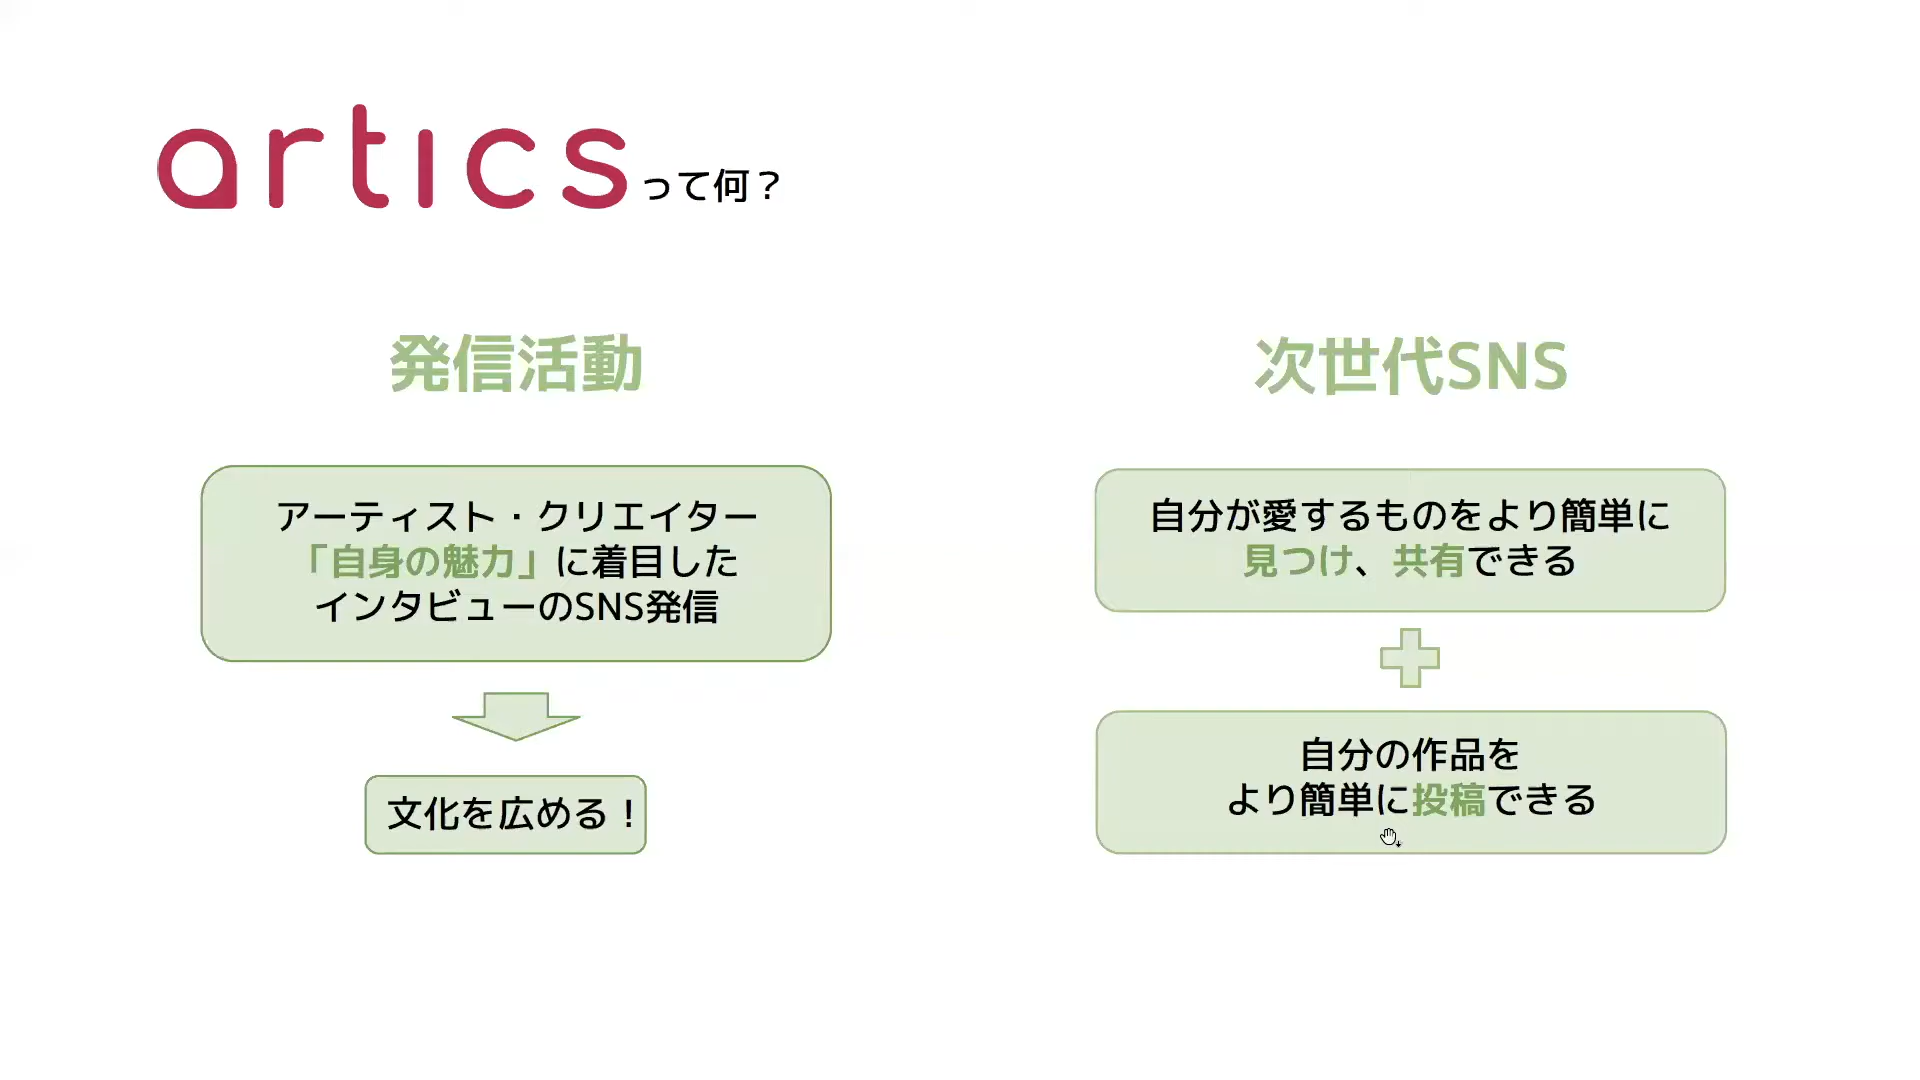 articsって何？
発信活動
アーティスト・クリエイター
「自身の魅力」に着目した
インタビューのSNS発信
文化を広める！
次世代SNS
自分が愛するものをより簡単に
見つけ、共有できる
自分の作品を
より簡単に投稿できる